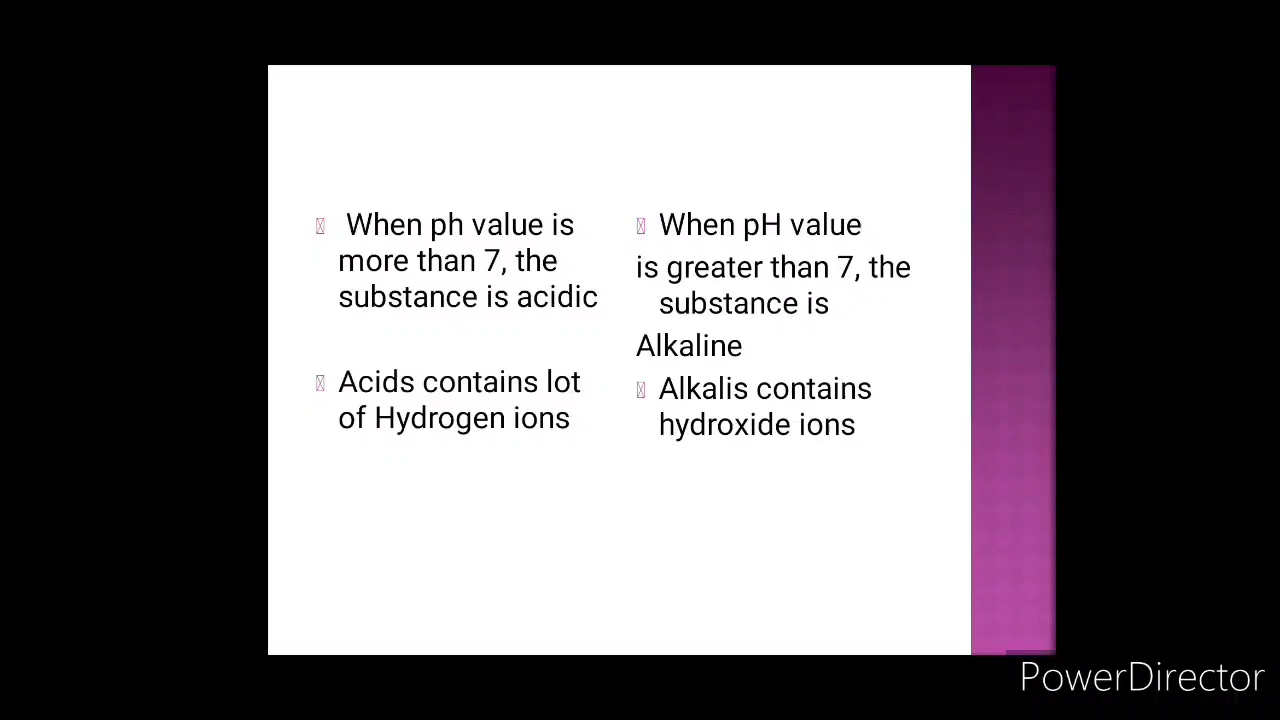 When ph value is
more than 7, the
substance is acidic
Acids contains lot
of Hydrogen ions
When pH value
is greater than 7, the
substance is
Alkaline
Alkalis contains
hydroxide ions
PowerDirector